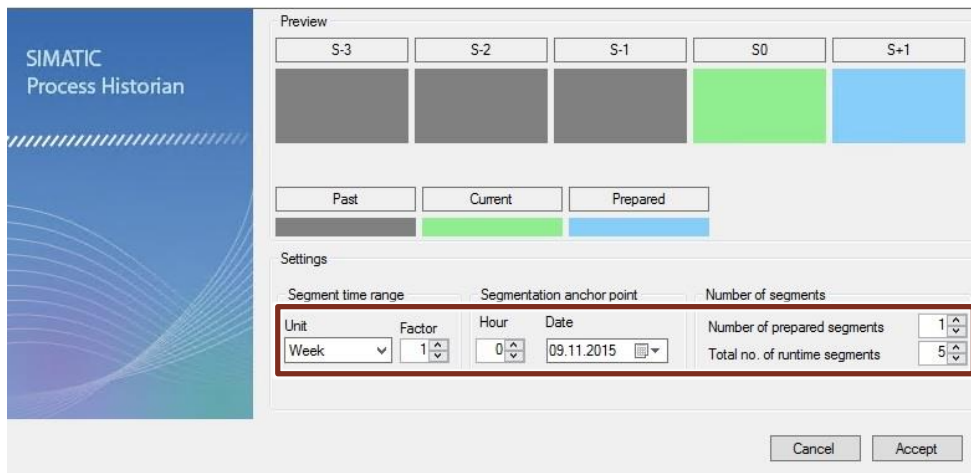 SIMATIC
Process Historian
Preview
S-3 S-2 S-1 S0 S+1
Past Current Prepared
Settings
Segment time range Segmentation anchor point Number of segments
Unit Factor Hour Date Number of prepared segments 1
Week 1 0 09.11.2015 Total no. of runtime segments 5
Cancel Accept